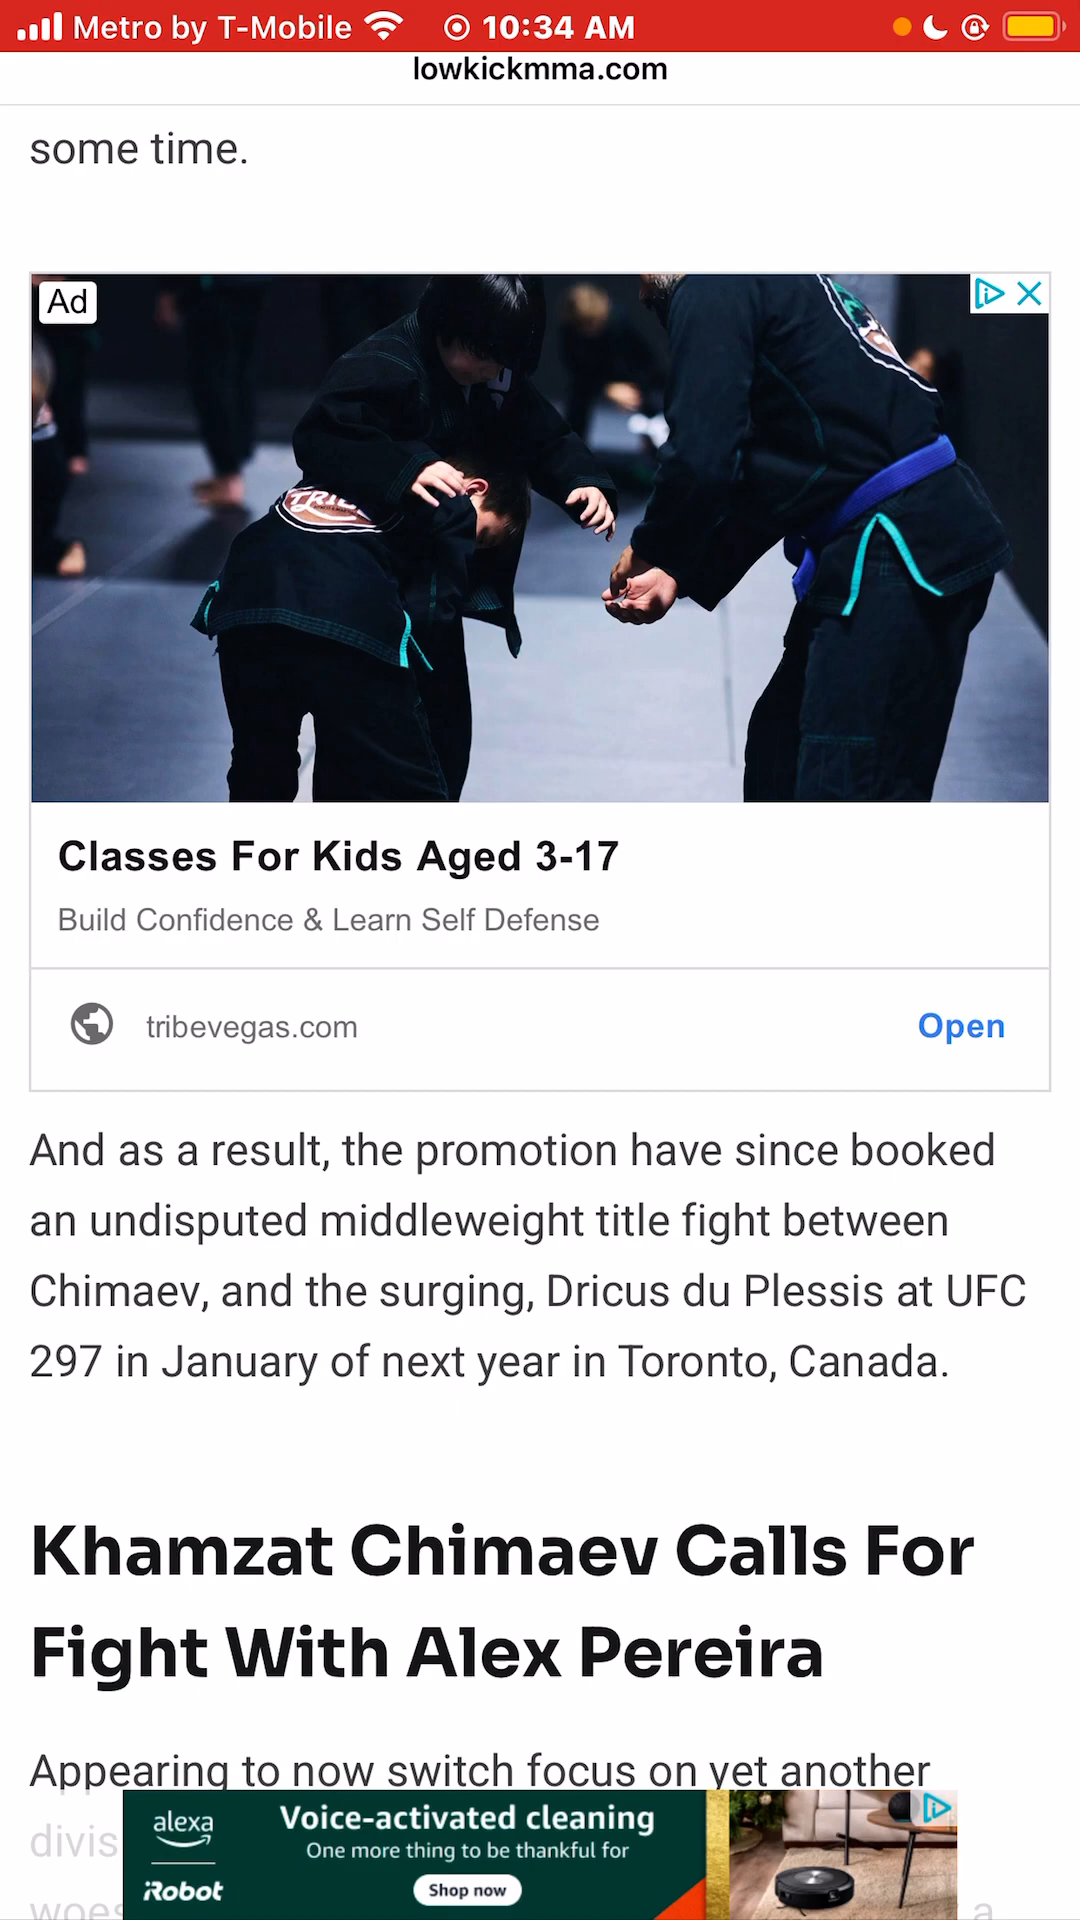 Metro by T-Mobile 10:34 AM
lowkickmma.com
some time.
Ad
Classes For Kids Aged 3-17
Build Confidence & Learn Self Defense
tribevegas.com Open
And as a result, the promotion have since booked
an undisputed middleweight title fight between
Chimaev, and the surging, Dricus du Plessis at UFC
297 in January of next year in Toronto, Canada.
Khamzat Chimaev Calls For
Fight With Alex Pereira
Appearing to now switch focus on yet another
divis
alexa
iRobot
Voice-activated cleaning
One more thing to be thankful for
Shop now
woes a